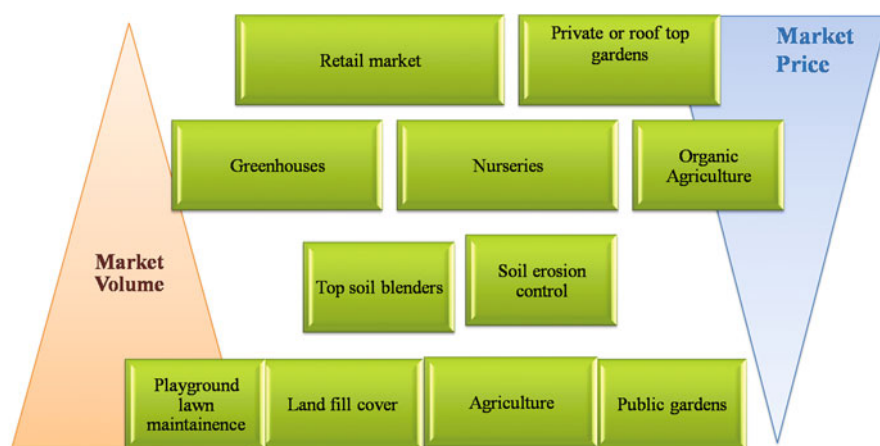 Retail market
Private or roof top
gardens
Market
Price
Greenhouses
Nurseries
Organic
Agriculture
Market
Volume
Top soil blenders
Soil erosion
control
Playground
lawn
maintainence
Land fill cover
Agriculture
Public gardens